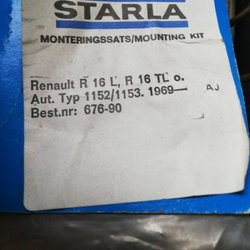 STARLA
MONTERINGSSATS/MOUNTING KIT
Renault R 16 L, R 16 TL o.
Aut. Typ 1152/1153. 1969—
AJ
Best.nr: 676-90